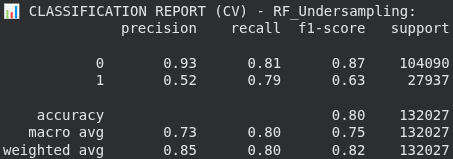 📊 CLASSIFICATION REPORT (CV) - RF_Undersampling:
              precision    recall  f1-score   support

           0       0.93      0.81      0.87    104090
           1       0.52      0.79      0.63     27937

    accuracy                           0.80    132027
   macro avg       0.73      0.80      0.75    132027
weighted avg       0.85      0.80      0.82    132027